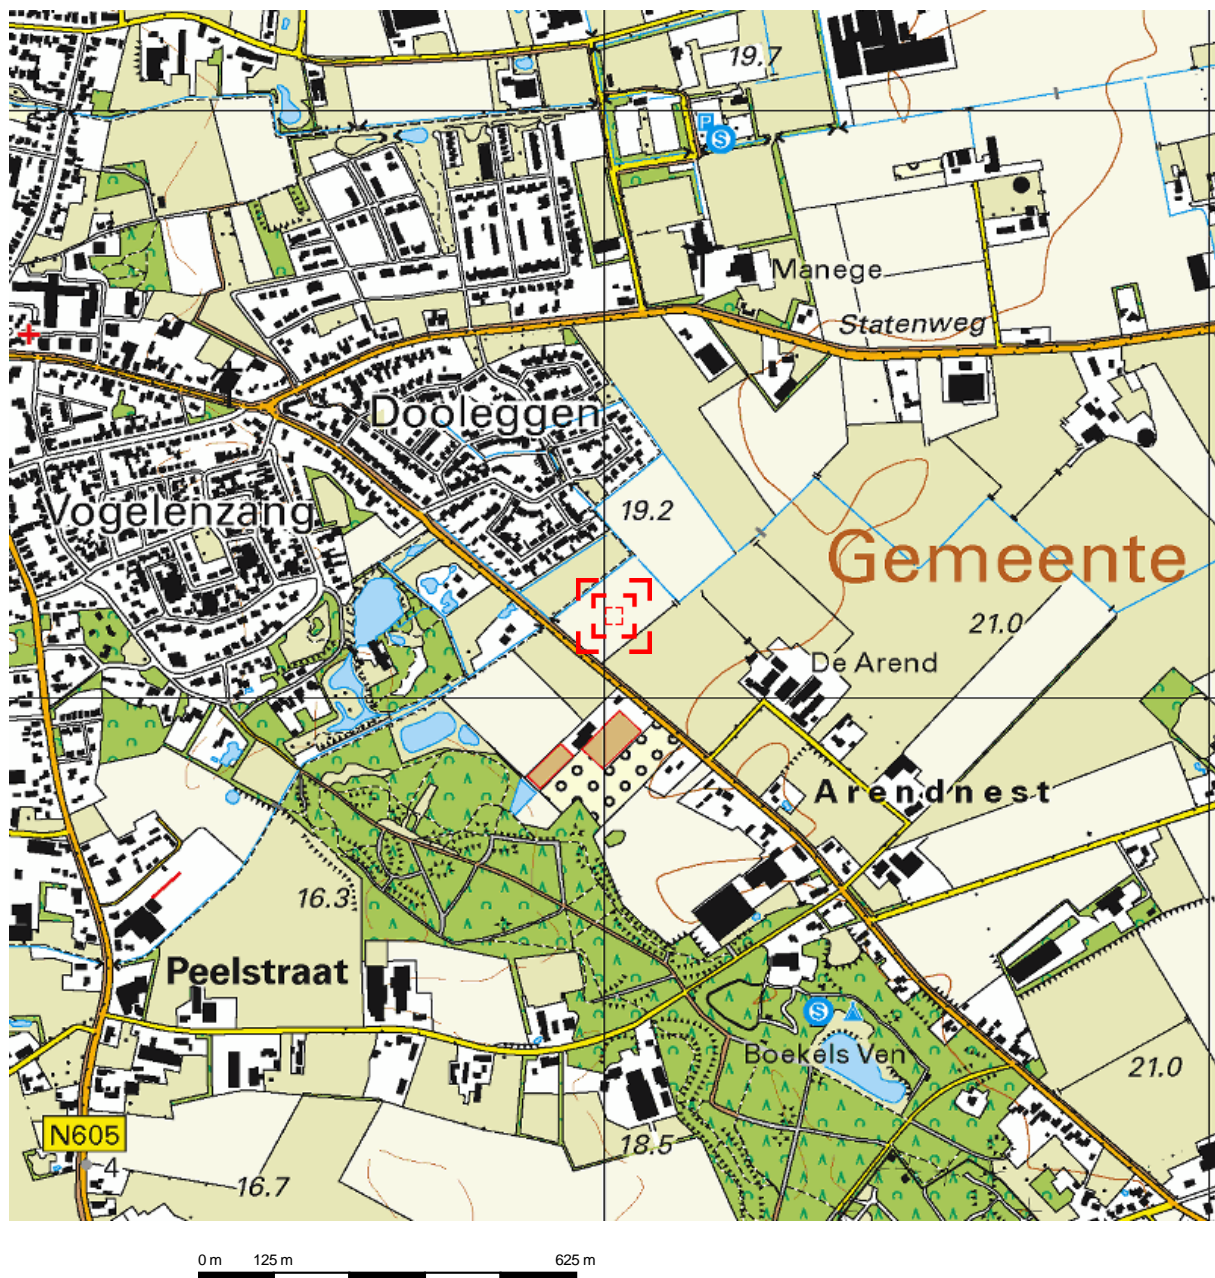 19.7
P
S
Manege
Statenweg
Dooleggen
Vogelenzang
19.2
Gemeente
21.0
De Arend
Arendnest
16.3
Peelstraat
S
Boekels Ven
21.0
N605
18.5
4
16.7
0 m 125 m 625 m